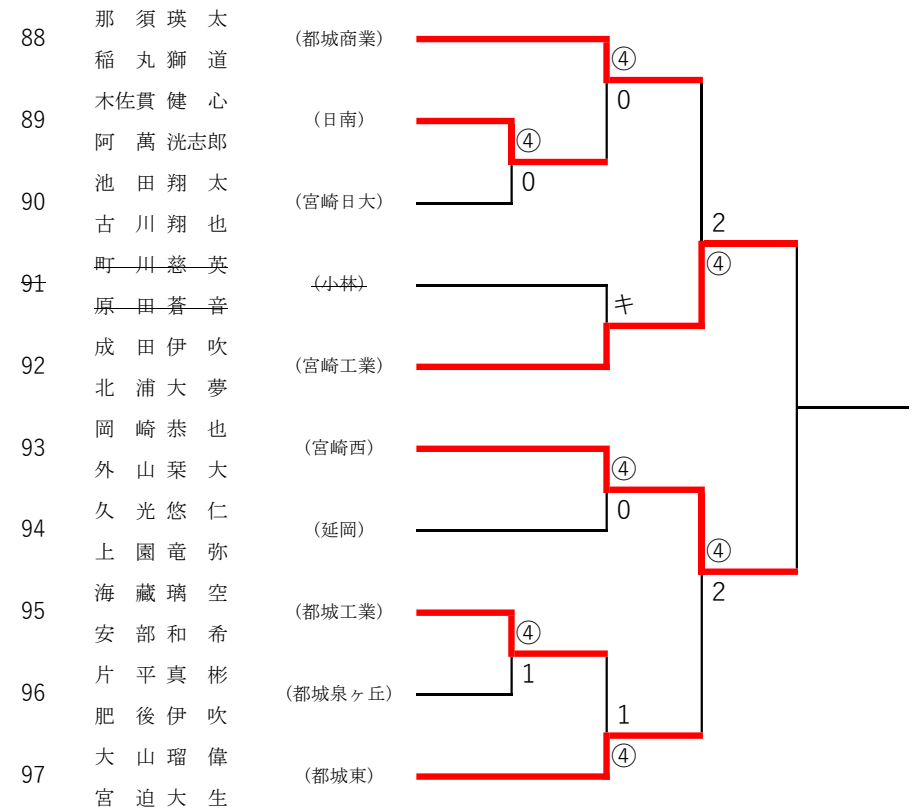 那 須 瑛 太
88 (都城商業)
稲 丸 獅 道
④
木佐貫 健 心
0
89 (日南)
阿 萬 洸志郎
④
池 田 翔 太
0
90 (宮崎日大)
古 川 翔 也
2
町 川 慈 英
④
91 (小林)
原 田 蒼 音
キ
成 田 伊 吹
92 (宮崎工業)
北 浦 大 夢
岡 崎 恭 也
93 (宮崎西)
外 山 栞 大
④
久 光 悠 仁
0
94 (延岡)
上 園 竜 弥
④
海 藏 璃 空
2
95 (都城工業)
安 部 和 希
④
片 平 真 彬
1
96 (都城泉ヶ丘)
肥 後 伊 吹
1
大 山 瑠 偉
④
97 (都城東)
宮 迫 大 生